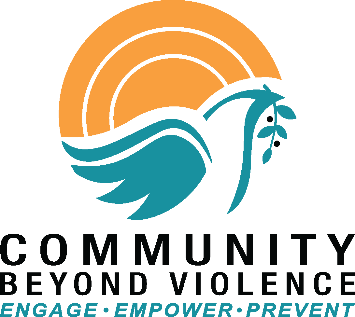 COMMUNITY
BEYOND VIOLENCE
ENGAGE • EMPOWER • PREVENT